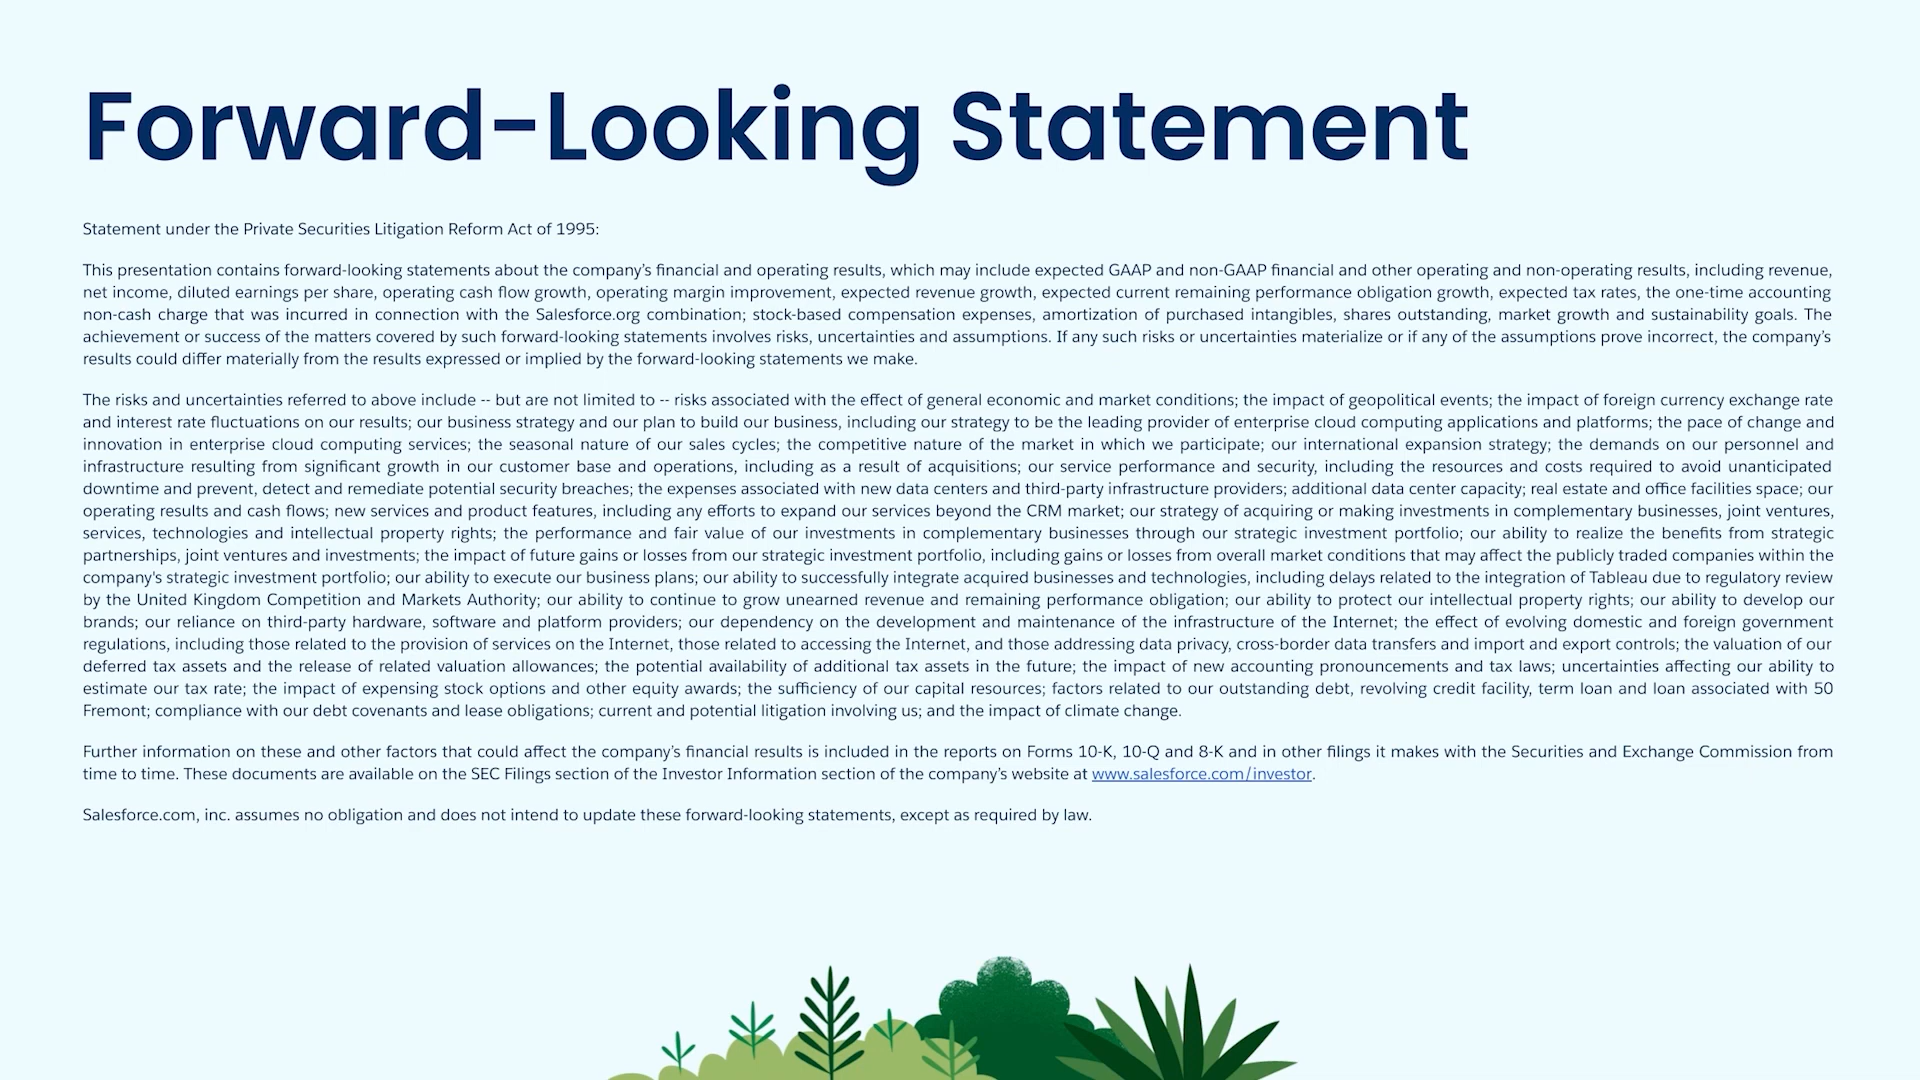 Forward-Looking Statement
Statement under the Private Securities Litigation Reform Act of 1995:
This presentation contains forward-looking statements about the company’s financial and operating results, which may include expected GAAP and non-GAAP financial and other operating and non-operating results, including revenue,
net income, diluted earnings per share, operating cash flow growth, operating margin improvement, expected revenue growth, expected current remaining performance obligation growth, expected tax rates, the one-time accounting
non-cash charge that was incurred in connection with the Salesforce.org combination; stock-based compensation expenses, amortization of purchased intangibles, shares outstanding, market growth and sustainability goals. The
achievement or success of the matters covered by such forward-looking statements involves risks, uncertainties and assumptions. If any such risks or uncertainties materialize or if any of the assumptions prove incorrect, the company’s
results could differ materially from the results expressed or implied by the forward-looking statements we make.
The risks and uncertainties referred to above include -- but are not limited to -- risks associated with the effect of general economic and market conditions; the impact of geopolitical events; the impact of foreign currency exchange rate
and interest rate fluctuations on our results; our business strategy and our plan to build our business, including our strategy to be the leading provider of enterprise cloud computing applications and platforms; the pace of change and
innovation in enterprise cloud computing services; the seasonal nature of our sales cycles; the competitive nature of the market in which we participate; our international expansion strategy; the demands on our personnel and
infrastructure resulting from significant growth in our customer base and operations, including as a result of acquisitions; our service performance and security, including the resources and costs required to avoid unanticipated
downtime and prevent, detect and remediate potential security breaches; the expenses associated with new data centers and third-party infrastructure providers; additional data center capacity; real estate and office facilities space; our
operating results and cash flows; new services and product features, including any efforts to expand our services beyond the CRM market; our strategy of acquiring or making investments in complementary businesses, joint ventures,
services, technologies and intellectual property rights; the performance and fair value of our investments in complementary businesses through our strategic investment portfolio; our ability to realize the benefits from strategic
partnerships, joint ventures and investments; the impact of future gains or losses from our strategic investment portfolio, including gains or losses from overall market conditions that may affect the publicly traded companies within the
company's strategic investment portfolio; our ability to execute our business plans; our ability to successfully integrate acquired businesses and technologies, including delays related to the integration of Tableau due to regulatory review
by the United Kingdom Competition and Markets Authority; our ability to continue to grow unearned revenue and remaining performance obligation; our ability to protect our intellectual property rights; our ability to develop our
brands; our reliance on third-party hardware, software and platform providers; our dependency on the development and maintenance of the infrastructure of the Internet; the effect of evolving domestic and foreign government
regulations, including those related to the provision of services on the Internet, those related to accessing the Internet, and those addressing data privacy, cross-border data transfers and import and export controls; the valuation of our
deferred tax assets and the release of related valuation allowances; the potential availability of additional tax assets in the future; the impact of new accounting pronouncements and tax laws; uncertainties affecting our ability to
estimate our tax rate; the impact of expensing stock options and other equity awards; the sufficiency of our capital resources; factors related to our outstanding debt, revolving credit facility, term loan and loan associated with 50
Fremont; compliance with our debt covenants and lease obligations; current and potential litigation involving us; and the impact of climate change.
Further information on these and other factors that could affect the company’s financial results is included in the reports on Forms 10-K, 10-Q and 8-K and in other filings it makes with the Securities and Exchange Commission from
time to time. These documents are available on the SEC Filings section of the Investor Information section of the company’s website at www.salesforce.com/investor.
Salesforce.com, inc. assumes no obligation and does not intend to update these forward-looking statements, except as required by law.